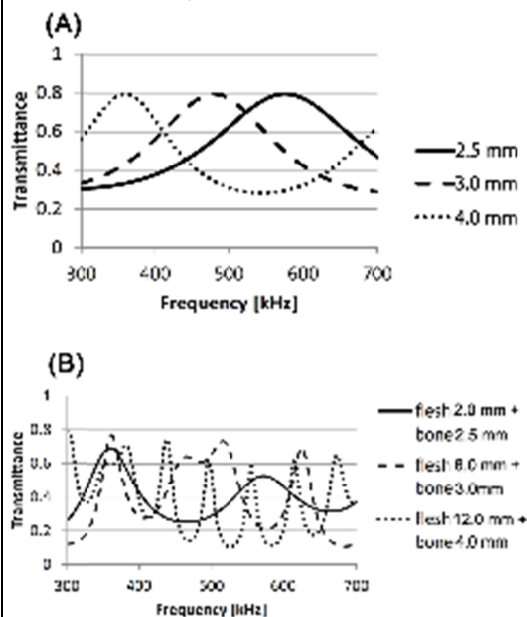 (A)
1
0.8
0.6
0.4
0.2
0
Transmittance
300 400 500 600 700
Frequency [kHz]
2.5 mm
3.0 mm
4.0 mm
(B)
1
0.8
0.6
0.4
0.2
0
Transmittance
300 400 500 600 700
Frequency [kHz]
flesh 2.0 mm +
bone 2.5 mm
flesh 8.0 mm +
bone 3.0mm
flesh 12.0 mm +
bone 4.0 mm